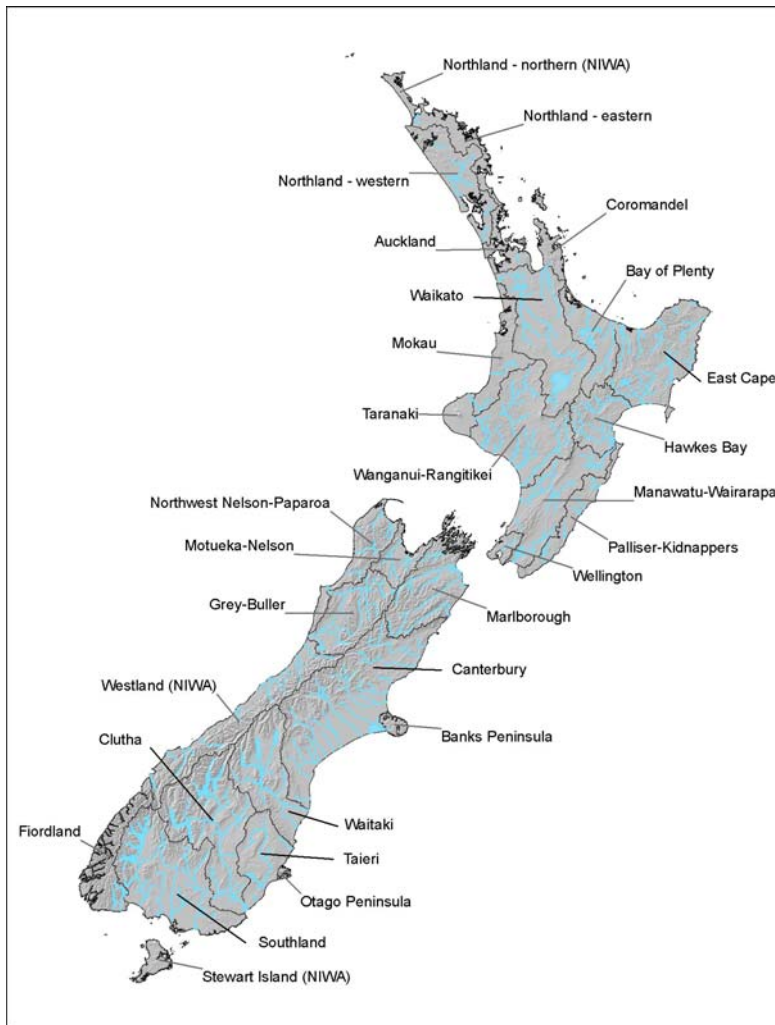 Northland - northern (NIWA)
Northland - eastern
Northland - western
Coromandel
Auckland
Bay of Plenty
Waikato
Mokau
East Cape
Taranaki
Hawkes Bay
Wanganui-Rangitikei
Manawatu-Wairarapa
Northwest Nelson-Paparoa
Motueka-Nelson
Palliser-Kidnappers
Wellington
Grey-Buller
Marlborough
Canterbury
Westland (NIWA)
Banks Peninsula
Clutha
Waitaki
Fiordland
Taieri
Otago Peninsula
Southland
Stewart Island (NIWA)